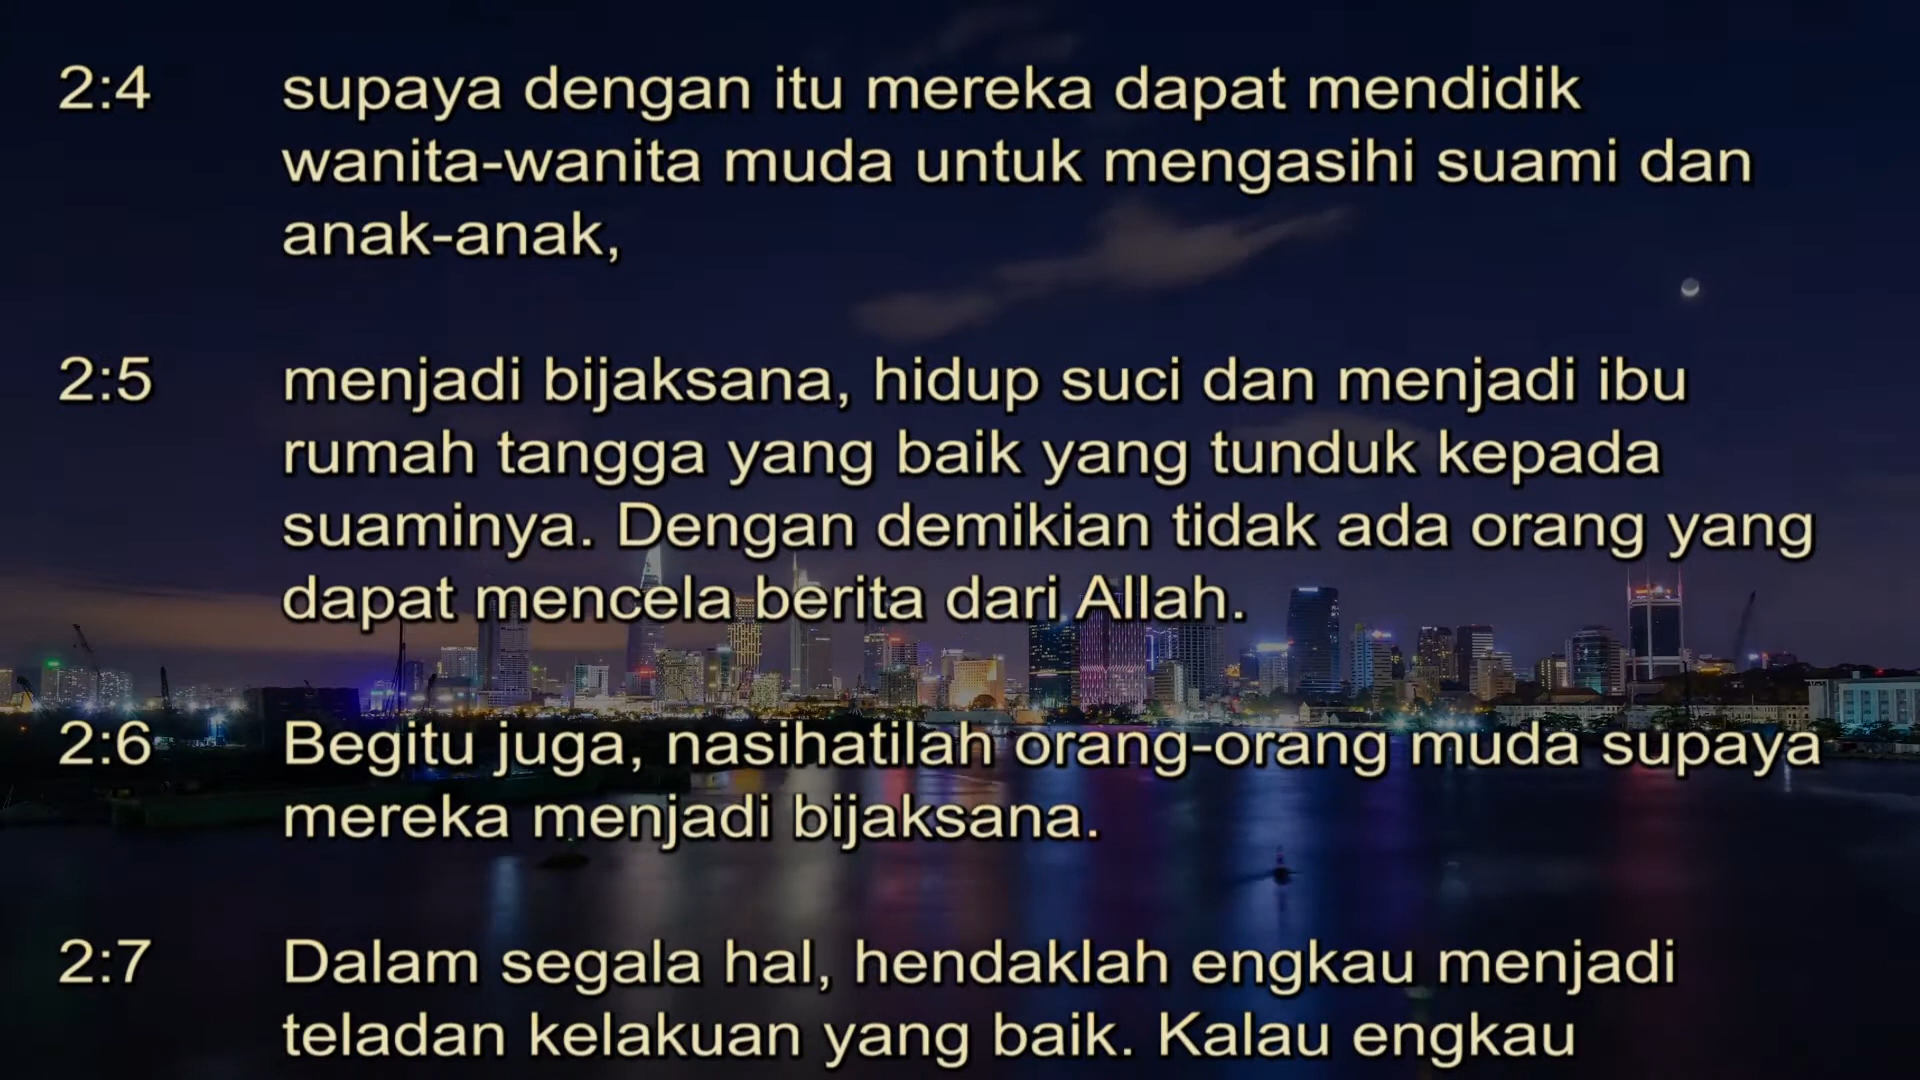 2:4 supaya dengan itu mereka dapat mendidik
wanita-wanita muda untuk mengasihi suami dan
anak-anak,
2:5 menjadi bijaksana, hidup suci dan menjadi ibu
rumah tangga yang baik yang tunduk kepada
suaminya. Dengan demikian tidak ada orang yang
dapat mencela berita dari Allah.
2:6 Begitu juga, nasihatilah orang-orang muda supaya
mereka menjadi bijaksana.
2:7 Dalam segala hal, hendaklah engkau menjadi
teladan kelakuan yang baik. Kalau engkau